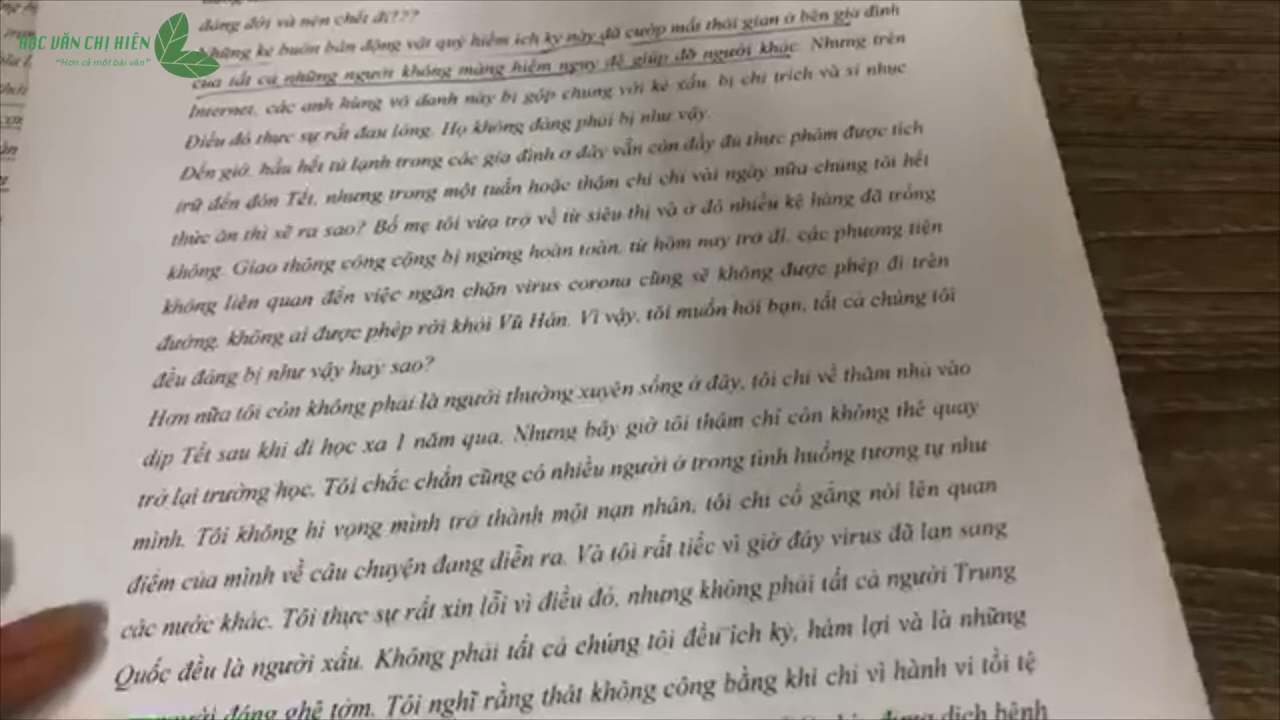 HỌC VĂN CHỊ HIÊN
"Hơn cả một bài văn"
đáng đời và nên chết đi???
Những kẻ buôn bán động vật quý hiếm ích kỷ này đã cướp mất thời gian ở bên gia đình
của tất cả những người không màng hiểm nguy để giúp đỡ người khác. Nhưng trên
Internet, các anh hùng vô danh này bị gộp chung với kẻ xấu, bị chỉ trích và sỉ nhục
Điều đó thực sự rất đau lòng. Họ không đáng phải bị như vậy.
Đến giờ, hầu hết tủ lạnh trong các gia đình ở đây vẫn còn đầy đủ thực phẩm được tích
trữ đến đón Tết, nhưng trong một tuần hoặc thậm chí chỉ vài ngày nữa chúng tôi hết
thức ăn thì sẽ ra sao? Bố mẹ tôi vừa trở về từ siêu thị và ở đó nhiều kệ hàng đã trống
không. Giao thông công cộng bị ngừng hoàn toàn, từ hôm nay trở đi, các phương tiện
không liên quan đến việc ngăn chặn virus corona cũng sẽ không được phép đi trên
đường, không ai được phép rời khỏi Vũ Hán. Vì vậy, tôi muốn hỏi bạn, tất cả chúng tôi
đều đáng bị như vậy hay sao?
Hơn nữa tôi còn không phải là người thường xuyên sống ở đây, tôi chỉ về thăm nhà vào
dịp Tết sau khi đi học xa 1 năm qua. Nhưng bây giờ tôi thậm chí còn không thể quay
trở lại trường học. Tôi chắc chắn cũng có nhiều người ở trong tình huống tương tự như
mình. Tôi không hi vọng mình trở thành một nạn nhân, tôi chỉ cố gắng nói lên quan
điểm của mình về câu chuyện đang diễn ra. Và tôi rất tiếc vì giờ đây virus đã lan sang
các nước khác. Tôi thực sự rất xin lỗi vì điều đó, nhưng không phải tất cả người Trung
Quốc đều là người xấu. Không phải tất cả chúng tôi đều ích kỷ, hám lợi và là những
người đáng ghê tởm. Tôi nghĩ rằng thật không công bằng khi chỉ vì hành vi tồi tệ
dịch bệnh